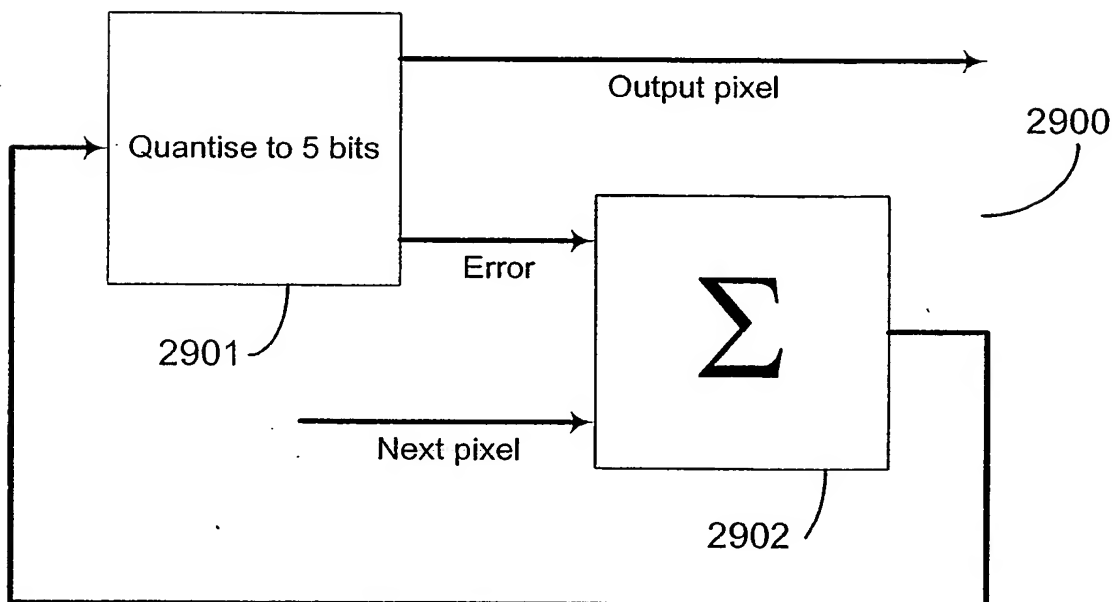 Output pixel
2900
Quantise to 5 bits
Error
Σ
2901
Next pixel
2902